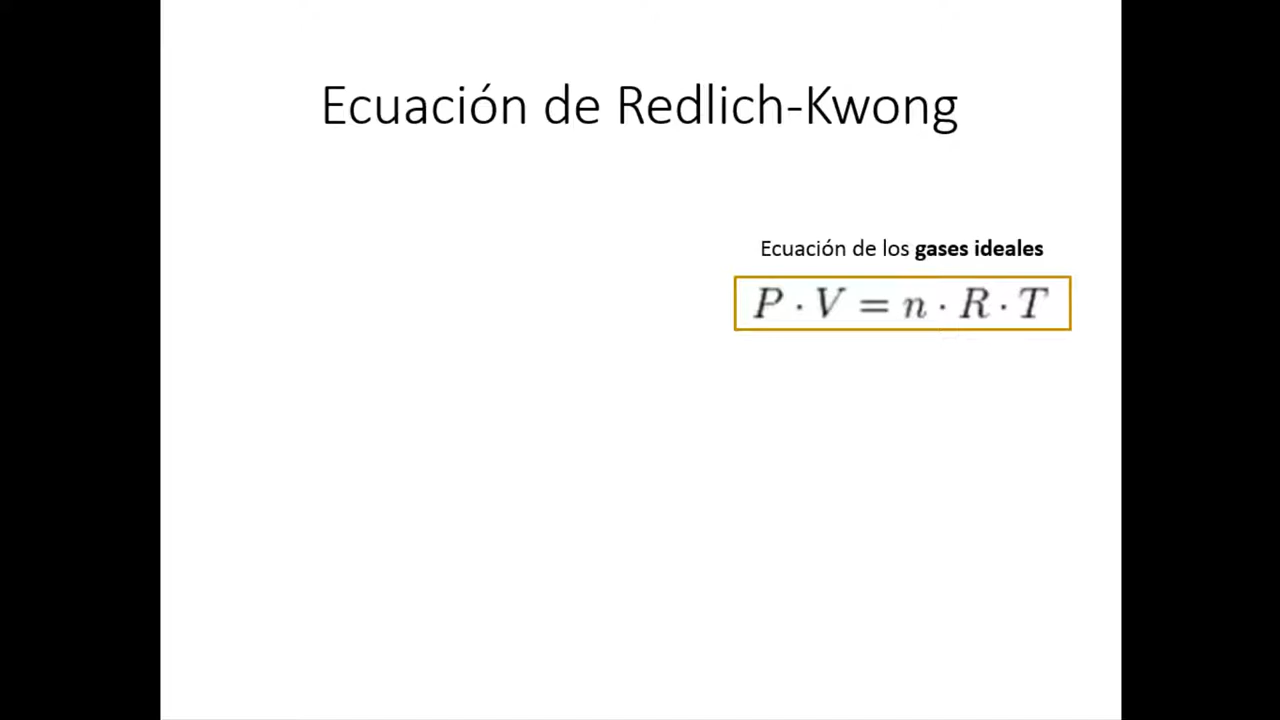 Ecuación de Redlich-Kwong
Ecuación de los gases ideales
P · V = n · R · T